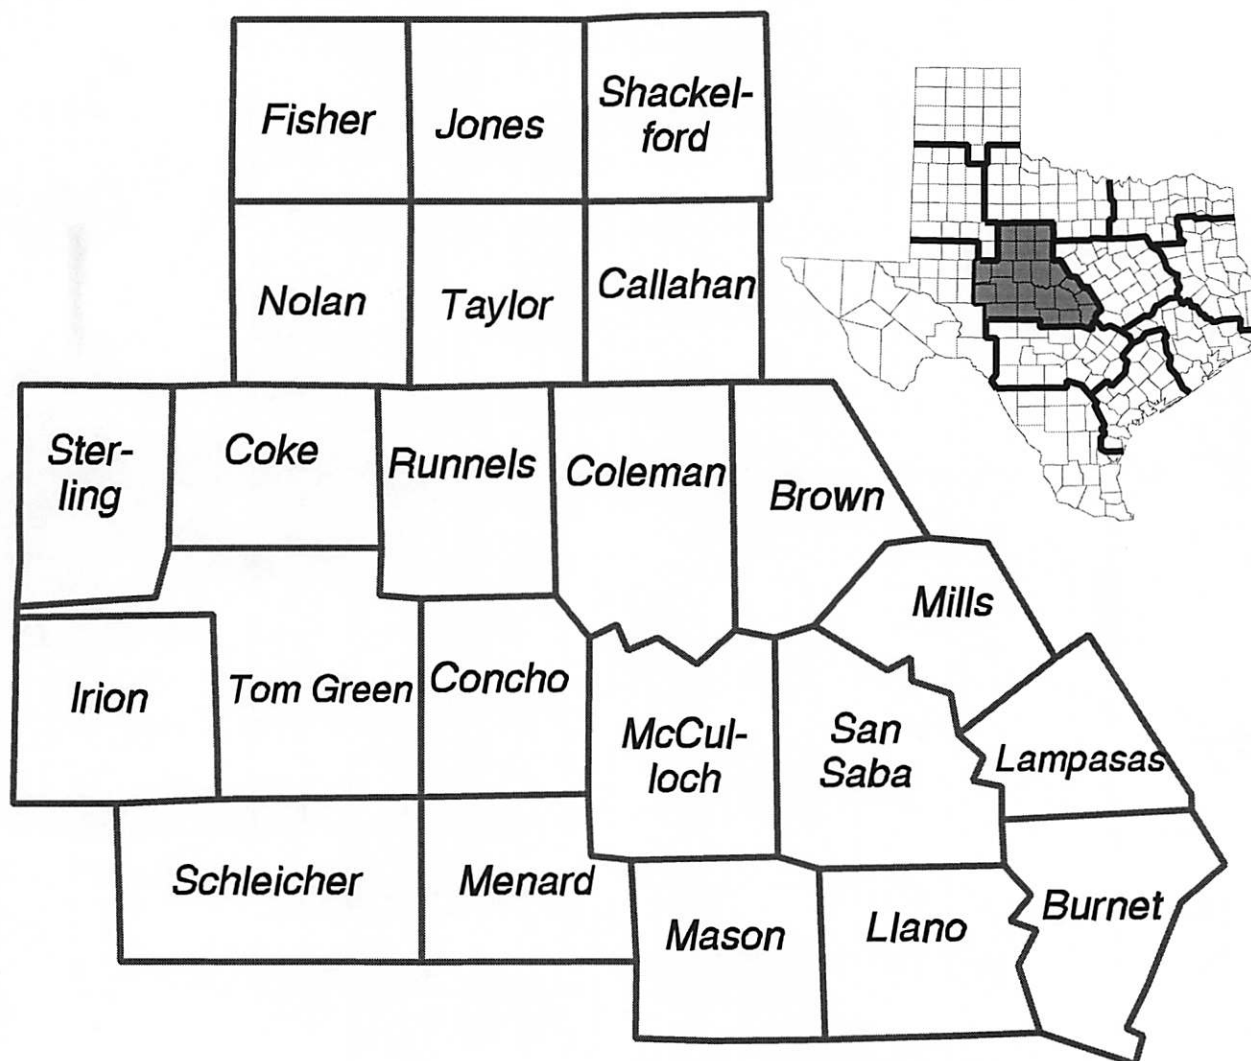 Fisher
Jones
Shackel-
ford
Nolan
Taylor
Callahan
Ster-
ling
Coke
Runnels
Coleman
Brown
Mills
Irion
Tom Green
Concho
McCul-
loch
San
Saba
Lampasas
Schleicher
Menard
Mason
Llano
Burnet